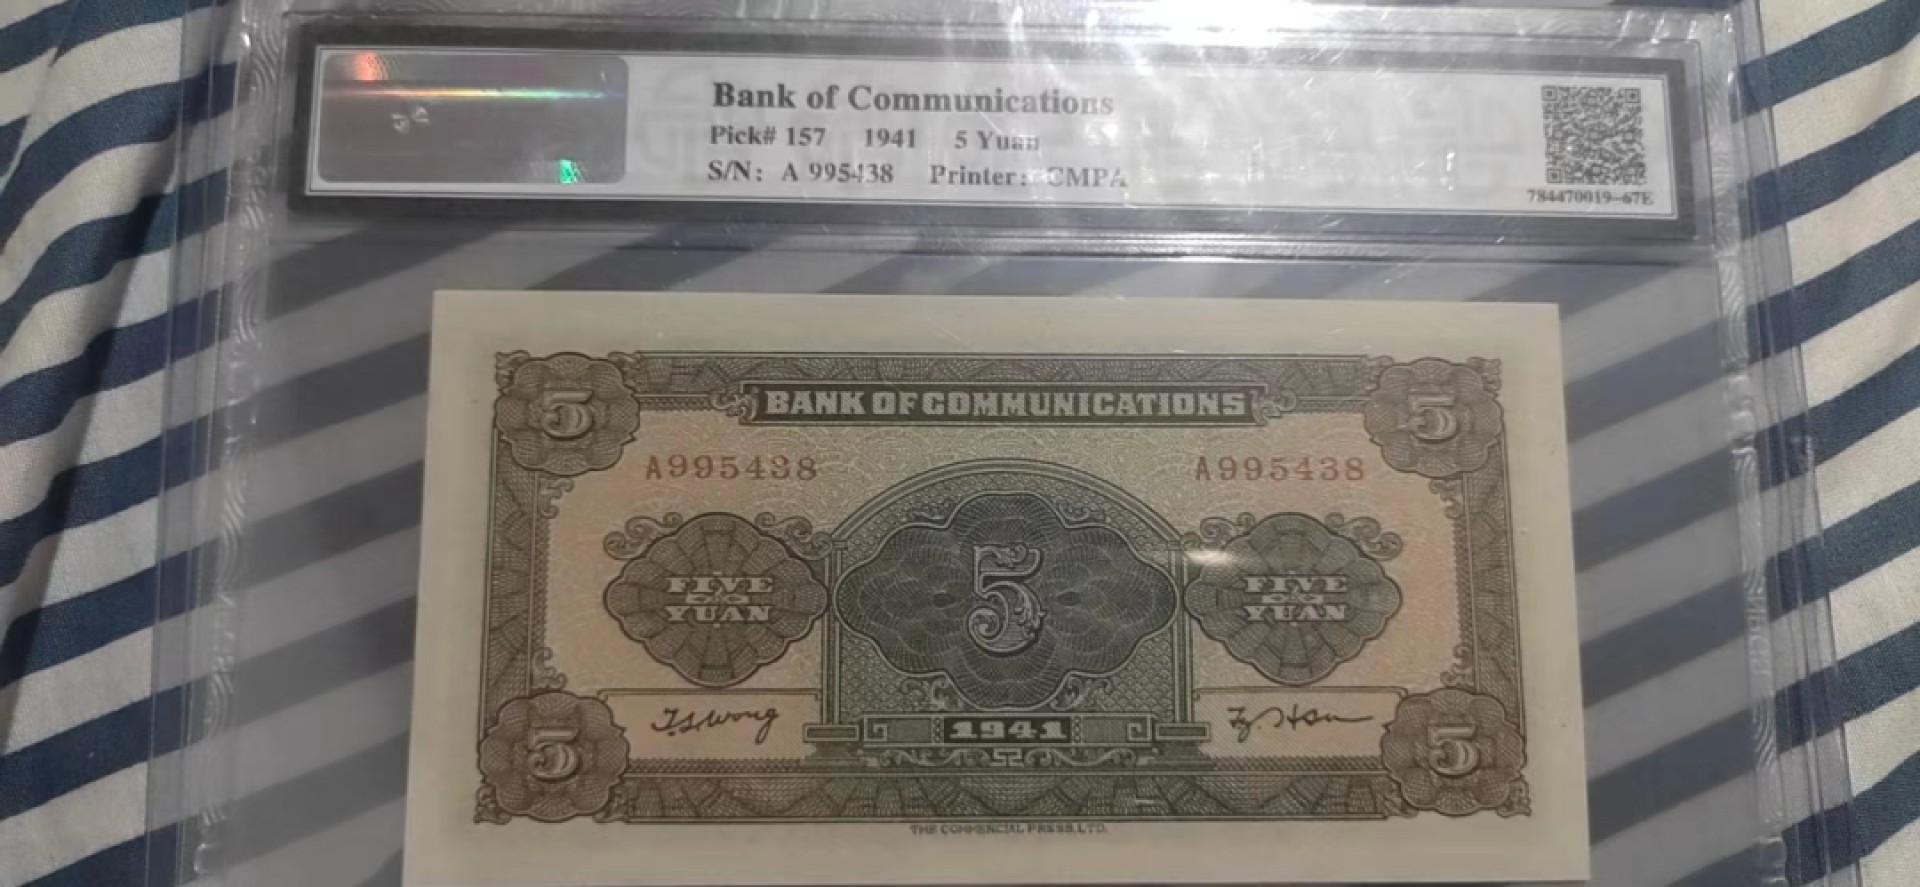 Bank of Communications
Pick# 157 1941 5 Yuan
S/N: A 995438 Printer: CMPA
784470019-67E
5 BANK OF COMMUNICATIONS 5
A995438 A995438
FIVE YUAN 5 FIVE YUAN
T.S.Wong
5 1941 5
THE COMMERCIAL PRESS.LTD.